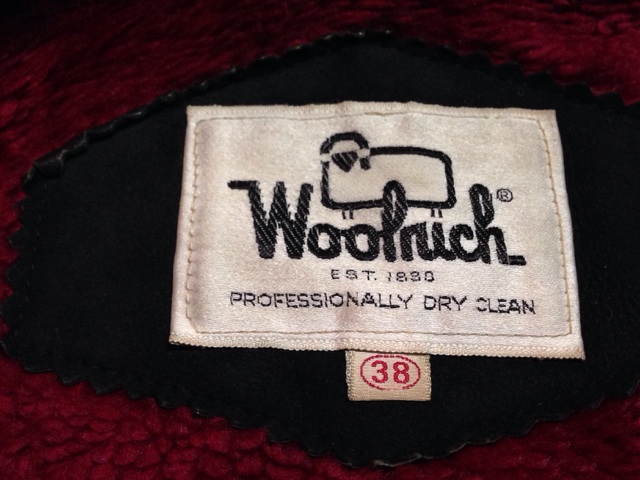 Woolrich®
EST. 1830
PROFESSIONALLY DRY CLEAN
38